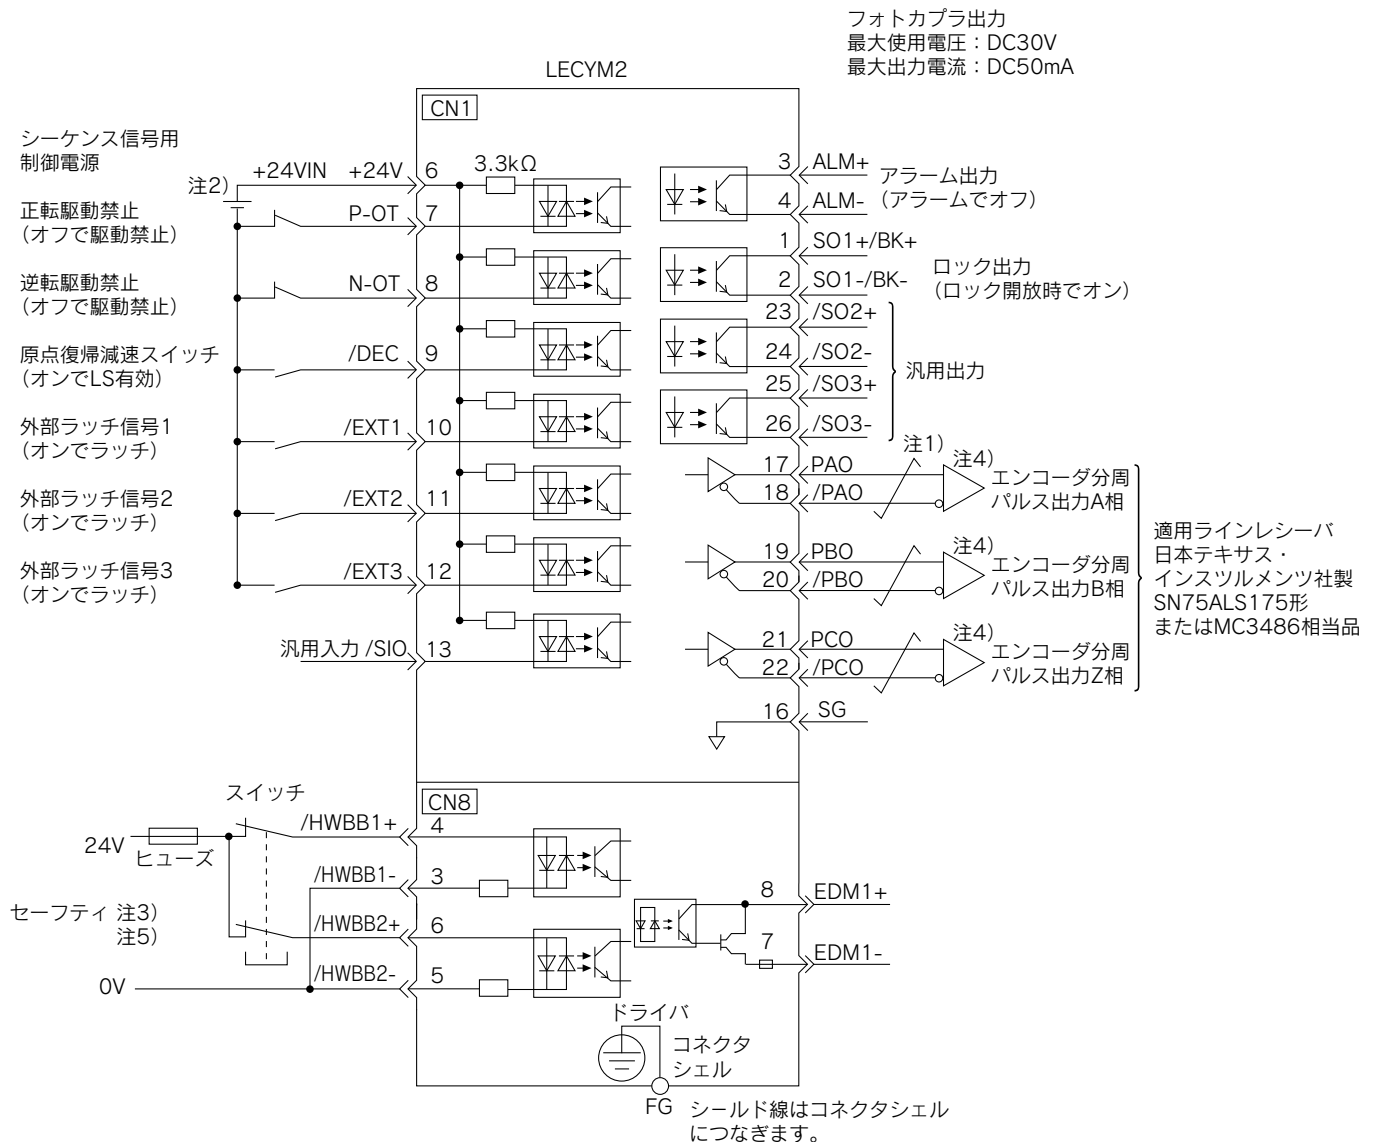 フォトカプラ出力
最大使用電圧：DC30V
最大出力電流：DC50mA
LECYM2
CN1
シーケンス信号用
制御電源
注2)
+24VIN
+24V
6
3.3kΩ
正転駆動禁止
（オフで駆動禁止）
P-OT
7
逆転駆動禁止
（オフで駆動禁止）
N-OT
8
原点復帰減速スイッチ
（オンでLS有効）
/DEC
9
外部ラッチ信号1
（オンでラッチ）
/EXT1
10
外部ラッチ信号2
（オンでラッチ）
/EXT2
11
外部ラッチ信号3
（オンでラッチ）
/EXT3
12
汎用入力 /SIO
13
3
ALM+
4
ALM-
アラーム出力
（アラームでオフ）
1
SO1+/BK+
2
SO1-/BK-
ロック出力
（ロック開放時でオン）
23
/SO2+
24
/SO2-
25
/SO3+
26
/SO3-
汎用出力
注1)
17
PAO
18
/PAO
注4)
エンコーダ分周
パルス出力A相
19
PBO
20
/PBO
注4)
エンコーダ分周
パルス出力B相
21
PCO
22
/PCO
注4)
エンコーダ分周
パルス出力Z相
適用ラインレシーバ
日本テキサス・
インスツルメンツ社製
SN75ALS175形
またはMC3486相当品
16
SG
CN8
スイッチ
24V
ヒューズ
/HWBB1+
4
/HWBB1-
3
セーフティ 注3)
注5)
/HWBB2+
6
/HWBB2-
5
0V
8
EDM1+
7
EDM1-
ドライバ
コネクタ
シェル
FG
シールド線はコネクタシェル
につなぎます。